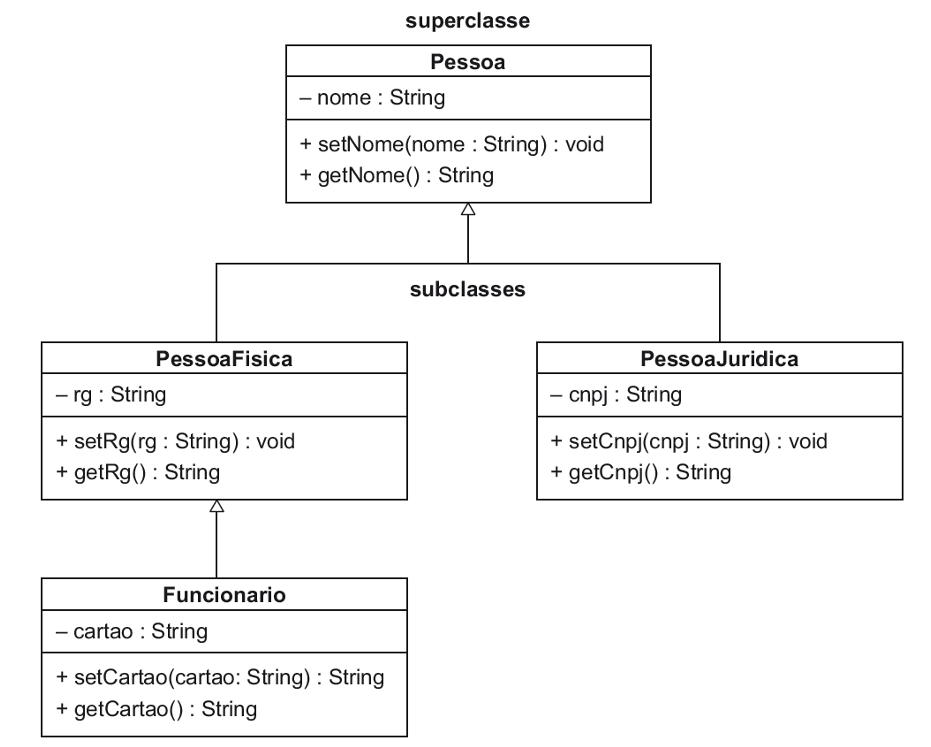 superclasse
Pessoa
– nome : String
+ setNome(nome : String) : void
+ getNome() : String
subclasses
PessoaFisica
– rg : String
+ setRg(rg : String) : void
+ getRg() : String
PessoaJuridica
– cnpj : String
+ setCnpj(cnpj : String) : void
+ getCnpj() : String
Funcionario
– cartao : String
+ setCartao(cartao: String) : String
+ getCartao() : String